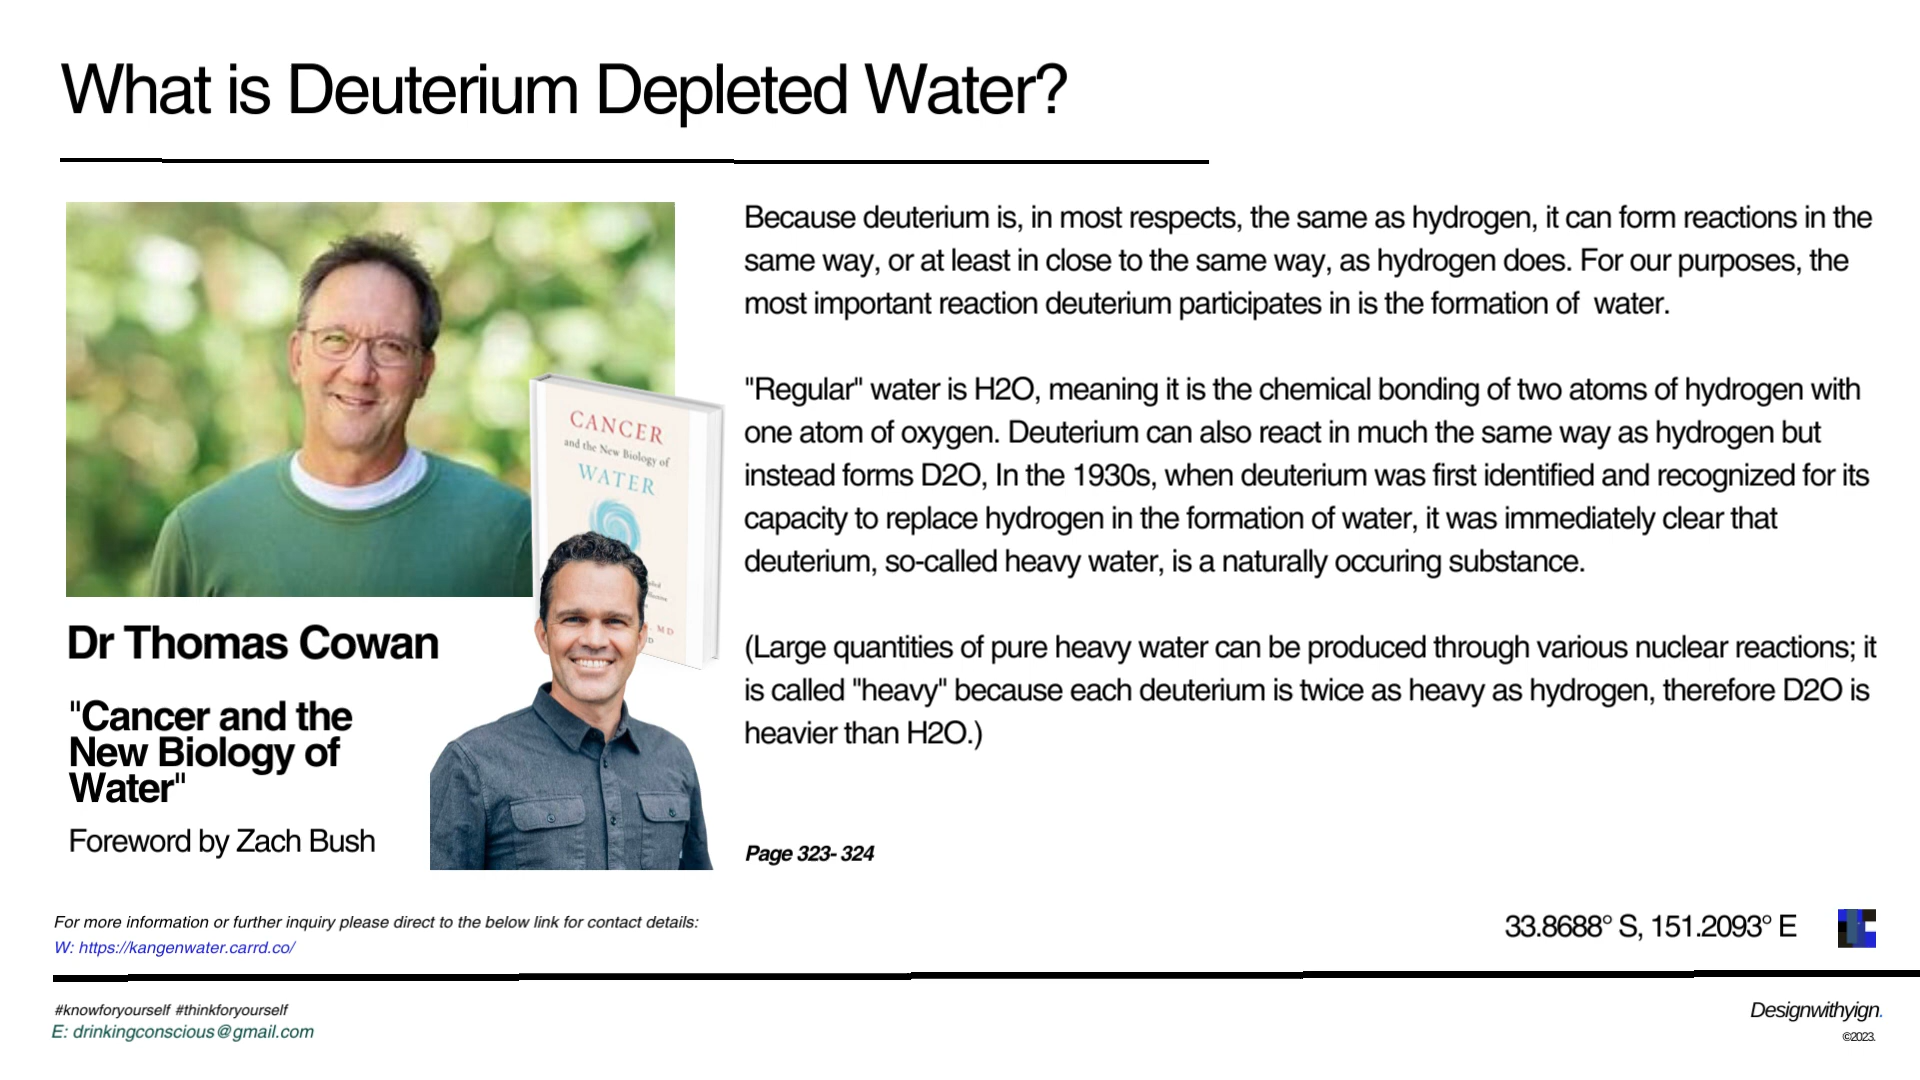 What is Deuterium Depleted Water?
Because deuterium is, in most respects, the same as hydrogen, it can form reactions in the
same way, or at least in close to the same way, as hydrogen does. For our purposes, the
most important reaction deuterium participates in is the formation of  water.
"Regular" water is H2O, meaning it is the chemical bonding of two atoms of hydrogen with
one atom of oxygen. Deuterium can also react in much the same way as hydrogen but
instead forms D2O, In the 1930s, when deuterium was first identified and recognized for its
capacity to replace hydrogen in the formation of water, it was immediately clear that
deuterium, so-called heavy water, is a naturally occuring substance.
(Large quantities of pure heavy water can be produced through various nuclear reactions; it
is called "heavy" because each deuterium is twice as heavy as hydrogen, therefore D2O is
heavier than H2O.)
Page 323- 324
CANCER
and the New Biology of
WATER
MD
Dr Thomas Cowan
"Cancer and the
New Biology of
Water"
Foreword by Zach Bush
For more information or further inquiry please direct to the below link for contact details:
W: https://kangenwater.carrd.co/
33.8688° S, 151.2093° E
#knowforyourself #thinkforyourself
E: drinkingconscious@gmail.com
Designwithyign.
©2023.